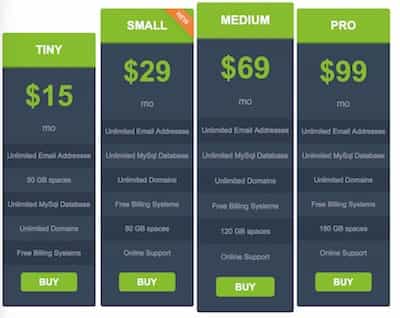 TINY
$15
mo
Unlimited Email Addresses
30 GB spaces
Unlimited MySql Database
Unlimited Domains
Free Billing Systems
BUY
SMALL
NEW
$29
mo
Unlimited Email Addresses
Unlimited MySql Database
Unlimited Domains
Free Billing Systems
80 GB spaces
Online Support
BUY
MEDIUM
$69
mo
Unlimited Email Addresses
Unlimited MySql Database
Unlimited Domains
Free Billing Systems
120 GB spaces
Online Support
BUY
PRO
$99
mo
Unlimited Email Addresses
Unlimited MySql Database
Unlimited Domains
Free Billing Systems
180 GB spaces
Online Support
BUY